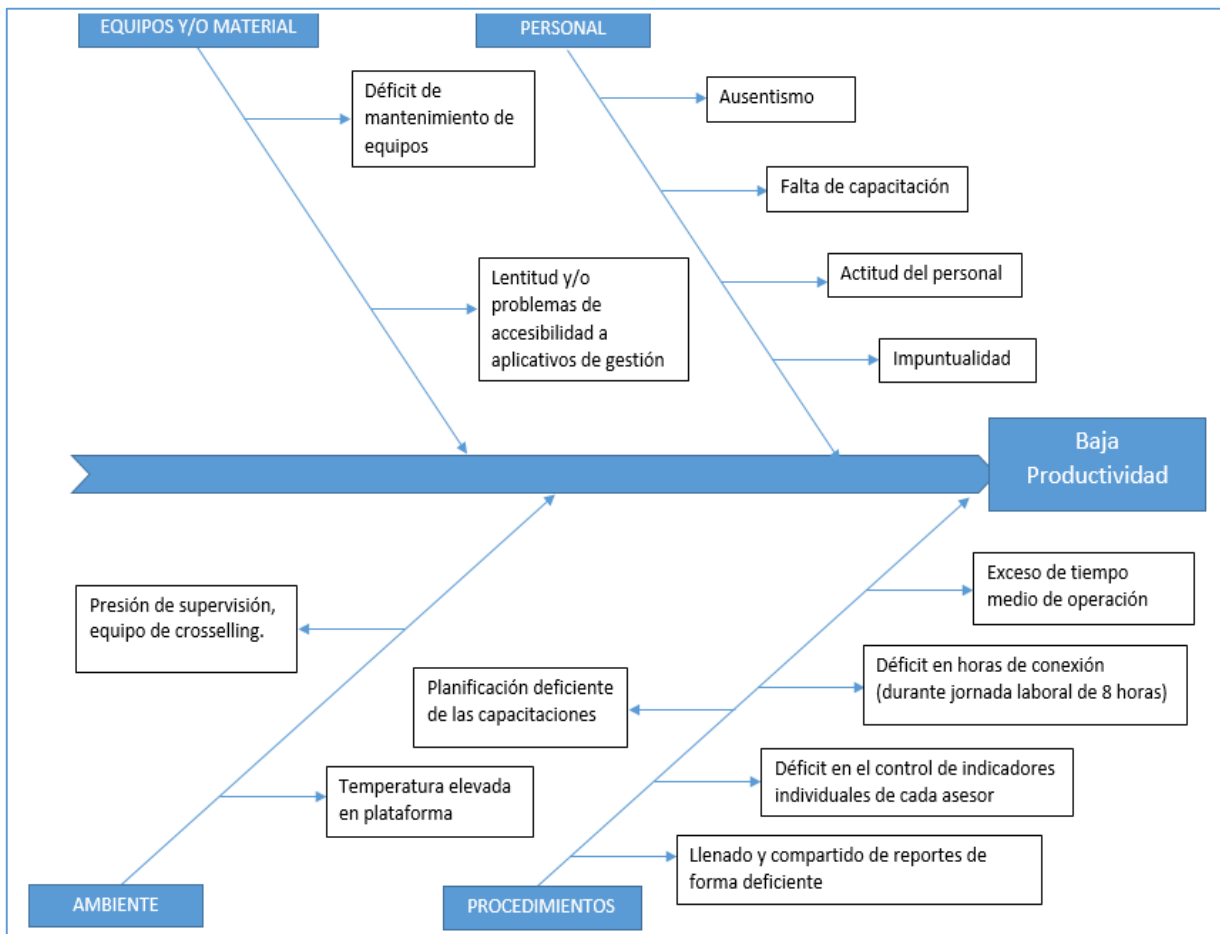 EQUIPOS Y/O MATERIAL
PERSONAL
Déficit de
mantenimiento de
equipos
Ausentismo
Falta de capacitación
Lentitud y/o
problemas de
accesibilidad a
aplicativos de gestión
Actitud del personal
Impuntualidad
Baja
Productividad
Presión de supervisión,
equipo de crosselling.
Exceso de tiempo
medio de operación
Planificación deficiente
de las capacitaciones
Déficit en horas de conexión
(durante jornada laboral de 8 horas)
Temperatura elevada
en plataforma
Déficit en el control de indicadores
individuales de cada asesor
Llenado y compartido de reportes de
forma deficiente
AMBIENTE
PROCEDIMIENTOS